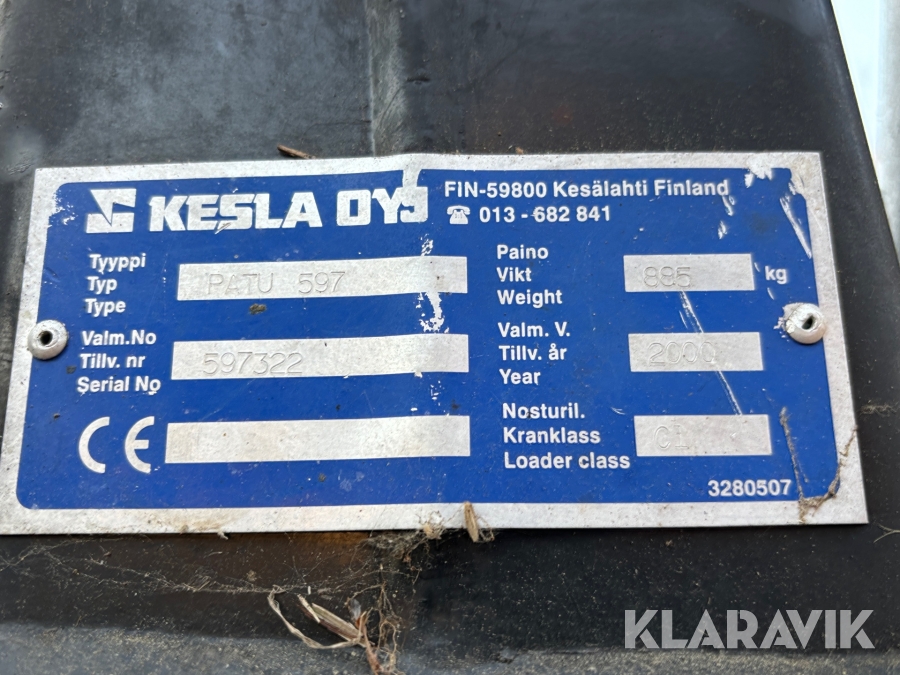 KESLA OYJ
FIN-59800 Kesälahti Finland
☎ 013 - 682 841
Tyyppi
Typ
Type
PATU 597
Valm.No
Tillv. nr
Serial No
597322
CE
Paino
Vikt
Weight
885 kg
Valm. V.
Tillv. år
Year
2000
Nosturil.
Kranklass
Loader class
C1
3280507
KLARAVIK